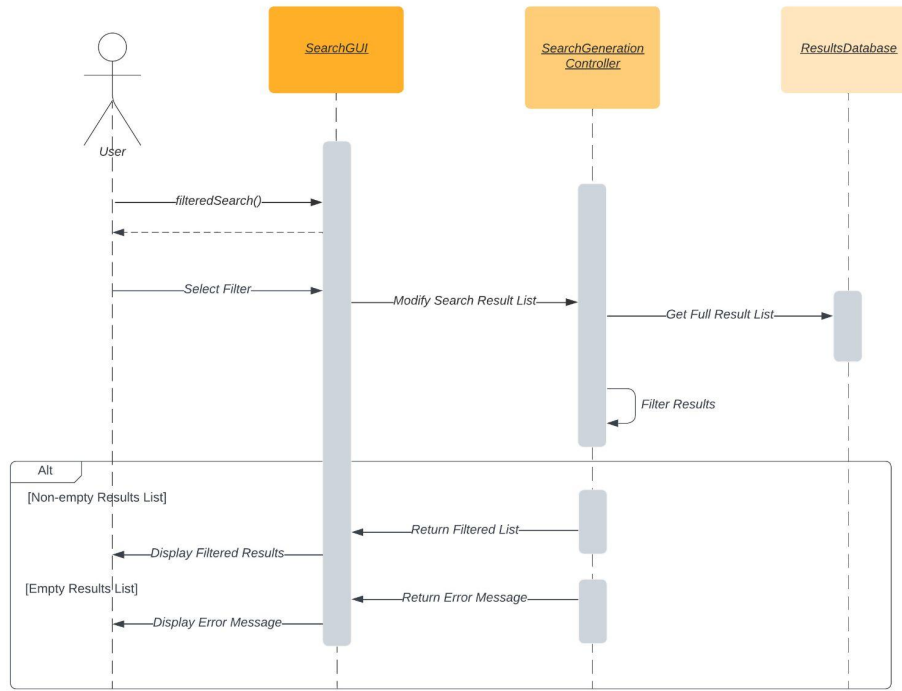 SearchGUI
SearchGeneration
Controller
ResultsDatabase
User
filteredSearch()
Select Filter
Modify Search Result List
Get Full Result List
Filter Results
Alt
[Non-empty Results List]
Return Filtered List
Display Filtered Results
[Empty Results List]
Return Error Message
Display Error Message